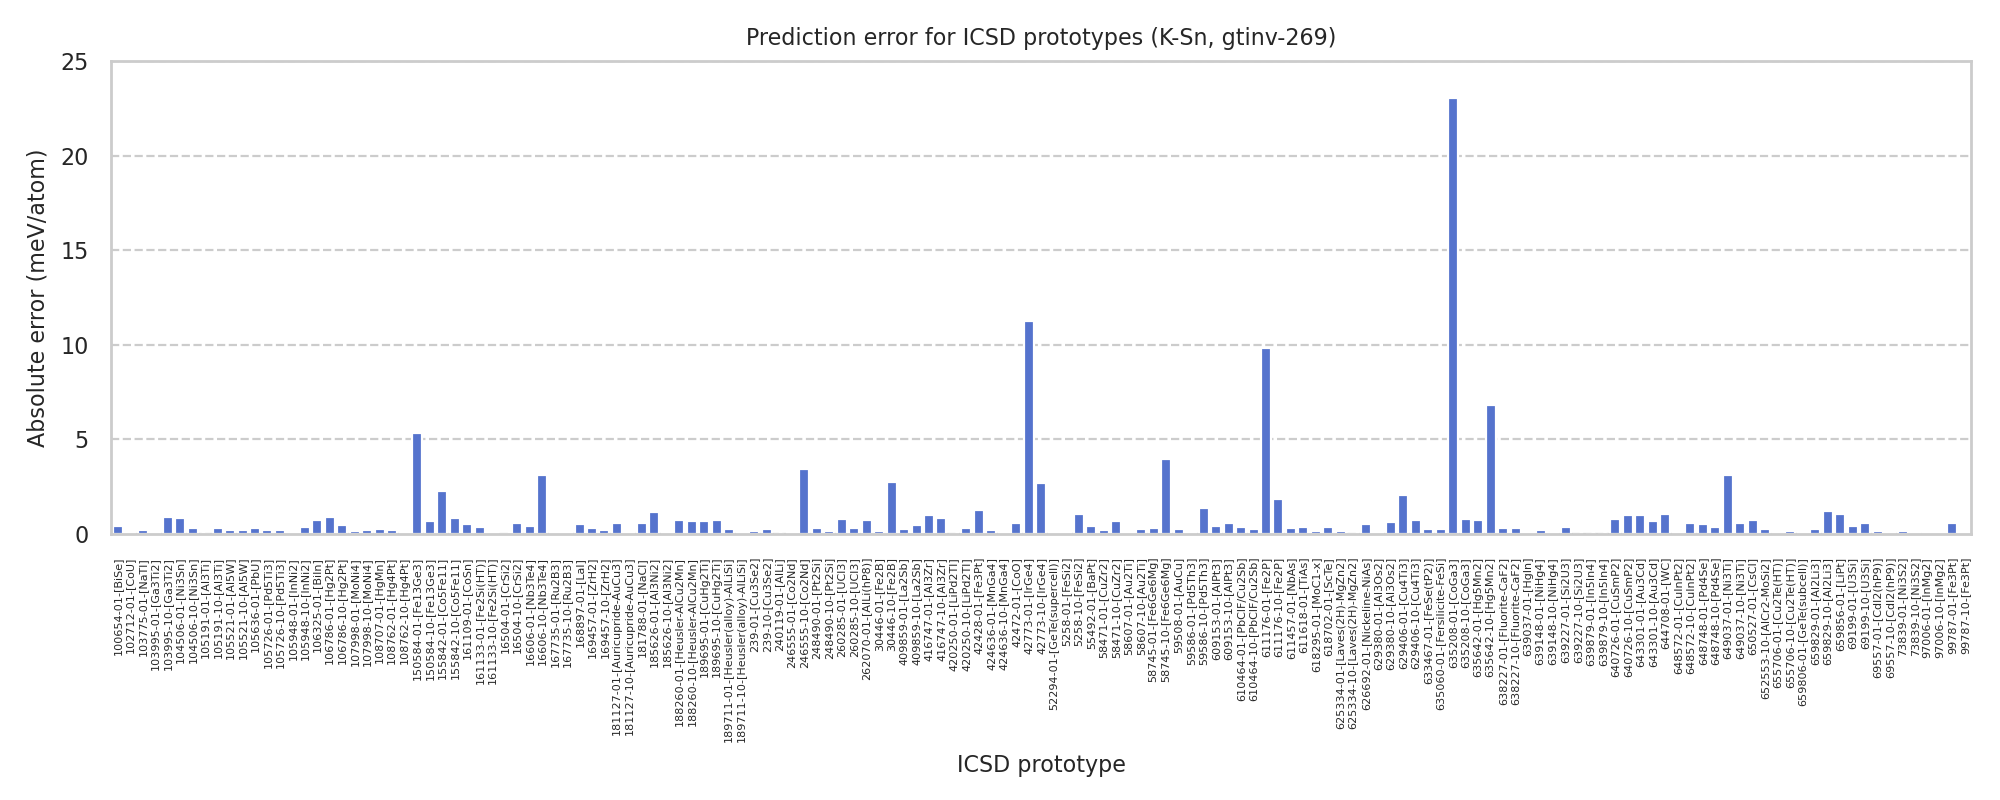 Prediction error for ICSD prototypes (K-Sn, gtinv-269)
Absolute error (meV/atom)
25
20
15
10
5
0
100654-01-[BiSe]
102712-01-[CoU]
103775-01-[NaTl]
103995-01-[Ga3Ti2]
103995-10-[Ga3Ti2]
104506-01-[Ni3Sn]
104506-10-[Ni3Sn]
105191-01-[Al3Ti]
105191-10-[Al3Ti]
105521-01-[Al5W]
105521-10-[Al5W]
105636-01-[PbU]
105726-01-[Pd5Ti3]
105726-10-[Pd5Ti3]
105948-01-[InNi2]
105948-10-[InNi2]
106325-01-[BiIn]
106786-01-[Hg2Pt]
106786-10-[Hg2Pt]
107998-01-[MoNi4]
107998-10-[MoNi4]
108707-01-[HgMn]
108762-01-[Hg4Pt]
108762-10-[Hg4Pt]
150584-01-[Fe13Ge3]
150584-10-[Fe13Ge3]
155842-01-[Co5Fe11]
155842-10-[Co5Fe11]
161109-01-[CoSn]
161133-01-[Fe2Si(HT)]
161133-10-[Fe2Si(HT)]
16504-01-[CrSi2]
16504-10-[CrSi2]
16606-01-[Nb3Te4]
16606-10-[Nb3Te4]
167735-01-[Ru2B3]
167735-10-[Ru2B3]
168897-01-[LaI]
169457-01-[ZrH2]
169457-10-[ZrH2]
181127-01-[Auricupride-AuCu3]
181127-10-[Auricupride-AuCu3]
181788-01-[NaCl]
185626-01-[Al3Ni2]
185626-10-[Al3Ni2]
188260-01-[Heusler-AlCu2Mn]
188260-10-[Heusler-AlCu2Mn]
189695-01-[CuHg2Ti]
189695-10-[CuHg2Ti]
189711-01-[Heusler(alloy)-AlLiSi]
189711-10-[Heusler(alloy)-AlLiSi]
239-01-[Cu3Se2]
239-10-[Cu3Se2]
240119-01-[AlLi]
246555-01-[Co2Nd]
246555-10-[Co2Nd]
248490-01-[Pt2Si]
248490-10-[Pt2Si]
260285-01-[UCl3]
260285-10-[UCl3]
262070-01-[AlLi(hP8)]
30446-01-[Fe2B]
30446-10-[Fe2B]
409859-01-[La2Sb]
409859-10-[La2Sb]
416747-01-[Al3Zr]
416747-10-[Al3Zr]
420250-01-[LiPd2Tl]
420250-10-[LiPd2Tl]
42428-01-[Fe3Pt]
424636-01-[MnGa4]
424636-10-[MnGa4]
42472-01-[CoO]
42773-01-[IrGe4]
42773-10-[IrGe4]
52294-01-[GeTe(supercell)]
5258-01-[FeSi2]
5258-10-[FeSi2]
55492-01-[BaPt]
58471-01-[CuZr2]
58471-10-[CuZr2]
58607-01-[Au2Ti]
58607-10-[Au2Ti]
58745-01-[Fe6Ge6Mg]
58745-10-[Fe6Ge6Mg]
59508-01-[AuCu]
59586-01-[Pd5Th3]
59586-10-[Pd5Th3]
609153-01-[AlPt3]
609153-10-[AlPt3]
610464-01-[PbClF/Cu2Sb]
610464-10-[PbClF/Cu2Sb]
611176-01-[Fe2P]
611176-10-[Fe2P]
611457-01-[NbAs]
611618-01-[TiAs]
618295-01-[MoC1-x]
618702-01-[ScTe]
625334-01-[Laves(2H)-MgZn2]
625334-10-[Laves(2H)-MgZn2]
626692-01-[Nickeline-NiAs]
629380-01-[Al3Os2]
629380-10-[Al3Os2]
629406-01-[Cu4Ti3]
629406-10-[Cu4Ti3]
633467-01-[FeSe(tP2)]
635060-01-[Fersilicite-FeSi]
635208-01-[CoGa3]
635208-10-[CoGa3]
635642-01-[Hg5Mn2]
635642-10-[Hg5Mn2]
638227-01-[Fluorite-CaF2]
638227-10-[Fluorite-CaF2]
639037-01-[HgIn]
639148-01-[NiHg4]
639148-10-[NiHg4]
639227-01-[Si2U3]
639227-10-[Si2U3]
639879-01-[In5In4]
639879-10-[In5In4]
640726-01-[CuSmP2]
640726-10-[CuSmP2]
643301-01-[Au3Cd]
643301-10-[Au3Cd]
644708-01-[WC]
648572-01-[CuInPt2]
648572-10-[CuInPt2]
648748-01-[Pd4Se]
648748-10-[Pd4Se]
649037-01-[Ni3Ti]
649037-10-[Ni3Ti]
650527-01-[CsCl]
652553-10-[AlCr2-MoSi2]
655706-01-[Cu2Te(HT)]
655706-10-[Cu2Te(HT)]
659806-01-[GeTe(subcell)]
659829-01-[Al2Li3]
659829-10-[Al2Li3]
659856-01-[LiPt]
69199-01-[U3Si]
69199-10-[U3Si]
69557-01-[CdI2(hP9)]
69557-10-[CdI2(hP9)]
73839-01-[Ni3S2]
73839-10-[Ni3S2]
97006-01-[InMg2]
97006-10-[InMg2]
99787-01-[Fe3Pt]
99787-10-[Fe3Pt]
ICSD prototype